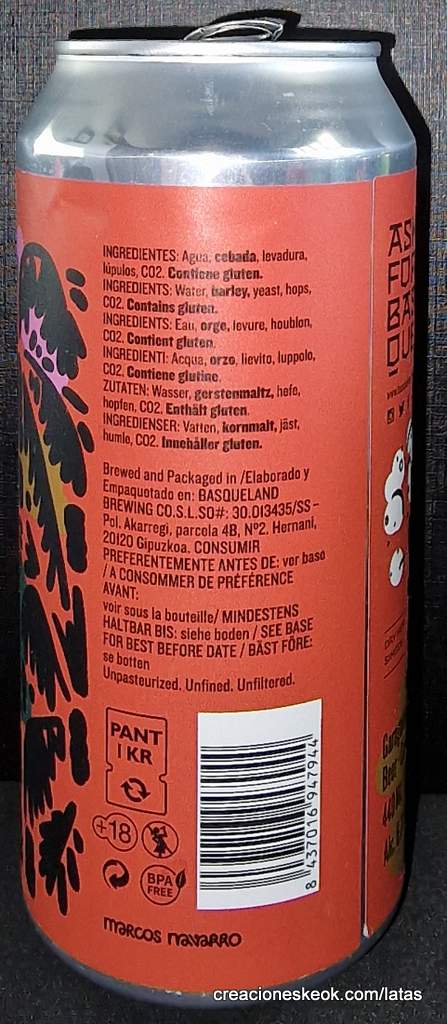 INGREDIENTES: Agua, cebada, levadura,
lúpulos, CO2. Contiene gluten.
INGREDIENTS: Water, barley, yeast, hops,
CO2. Contains gluten.
INGREDIENTS: Eau, orge, levure, houblon,
CO2. Contient gluten.
INGREDIENTI: Acqua, orzo, lievito, luppolo,
CO2. Contiene glutine.
ZUTATEN: Wasser, gerstenmaltz, hefe,
hopfen, CO2. Enthält gluten.
INGREDIENSER: Vatten, kornmalt, jäst,
humle, CO2. Innehåller gluten.
Brewed and Packaged in /Elaborado y
Empaquetado en: BASQUELAND
BREWING CO.S.L.SO#: 30.013435/SS –
Pol. Akarregi, parcela 4B, Nº2. Hernani,
20120 Gipuzkoa. CONSUMIR
PREFERENTEMENTE ANTES DE: ver base
/ A CONSOMMER DE PRÉFÉRENCE
AVANT:
voir sous la bouteille/ MINDESTENS
HALTBAR BIS: siehe boden / SEE BASE
FOR BEST BEFORE DATE / BÄST FÖRE:
se botten
Unpasteurized. Unfined. Unfiltered.
PANT
1 KR
+18
BPA
FREE
8 437016 947944
marcos navarro
AS
FOR
BAS
QUE
creacioneskeok.com/latas